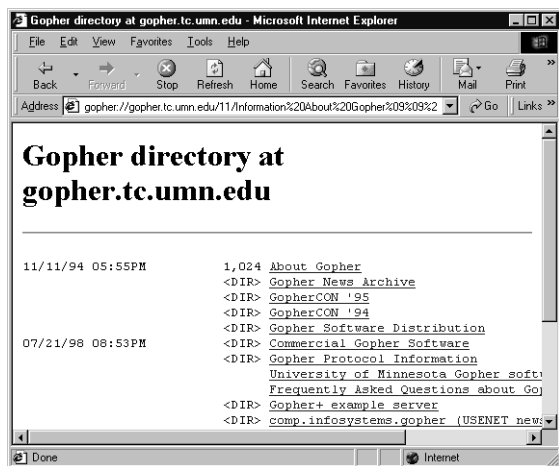 Gopher directory at gopher.tc.umn.edu - Microsoft Internet Explorer
File Edit View Favorites Tools Help
Back Forward Stop Refresh Home Search Favorites History Mail Print »
Address gopher://gopher.tc.umn.edu/11/Information%20About%20Gopher%09%09%2 Go Links »
Gopher directory at
gopher.tc.umn.edu
11/11/94 05:55PM 1,024 About Gopher
<DIR> Gopher News Archive
<DIR> GopherCON '95
<DIR> GopherCON '94
<DIR> Gopher Software Distribution
07/21/98 08:53PM <DIR> Commercial Gopher Software
<DIR> Gopher Protocol Information
University of Minnesota Gopher softw
Frequently Asked Questions about Gop
<DIR> Gopher+ example server
<DIR> comp.infosystems.gopher (USENET news
Done Internet